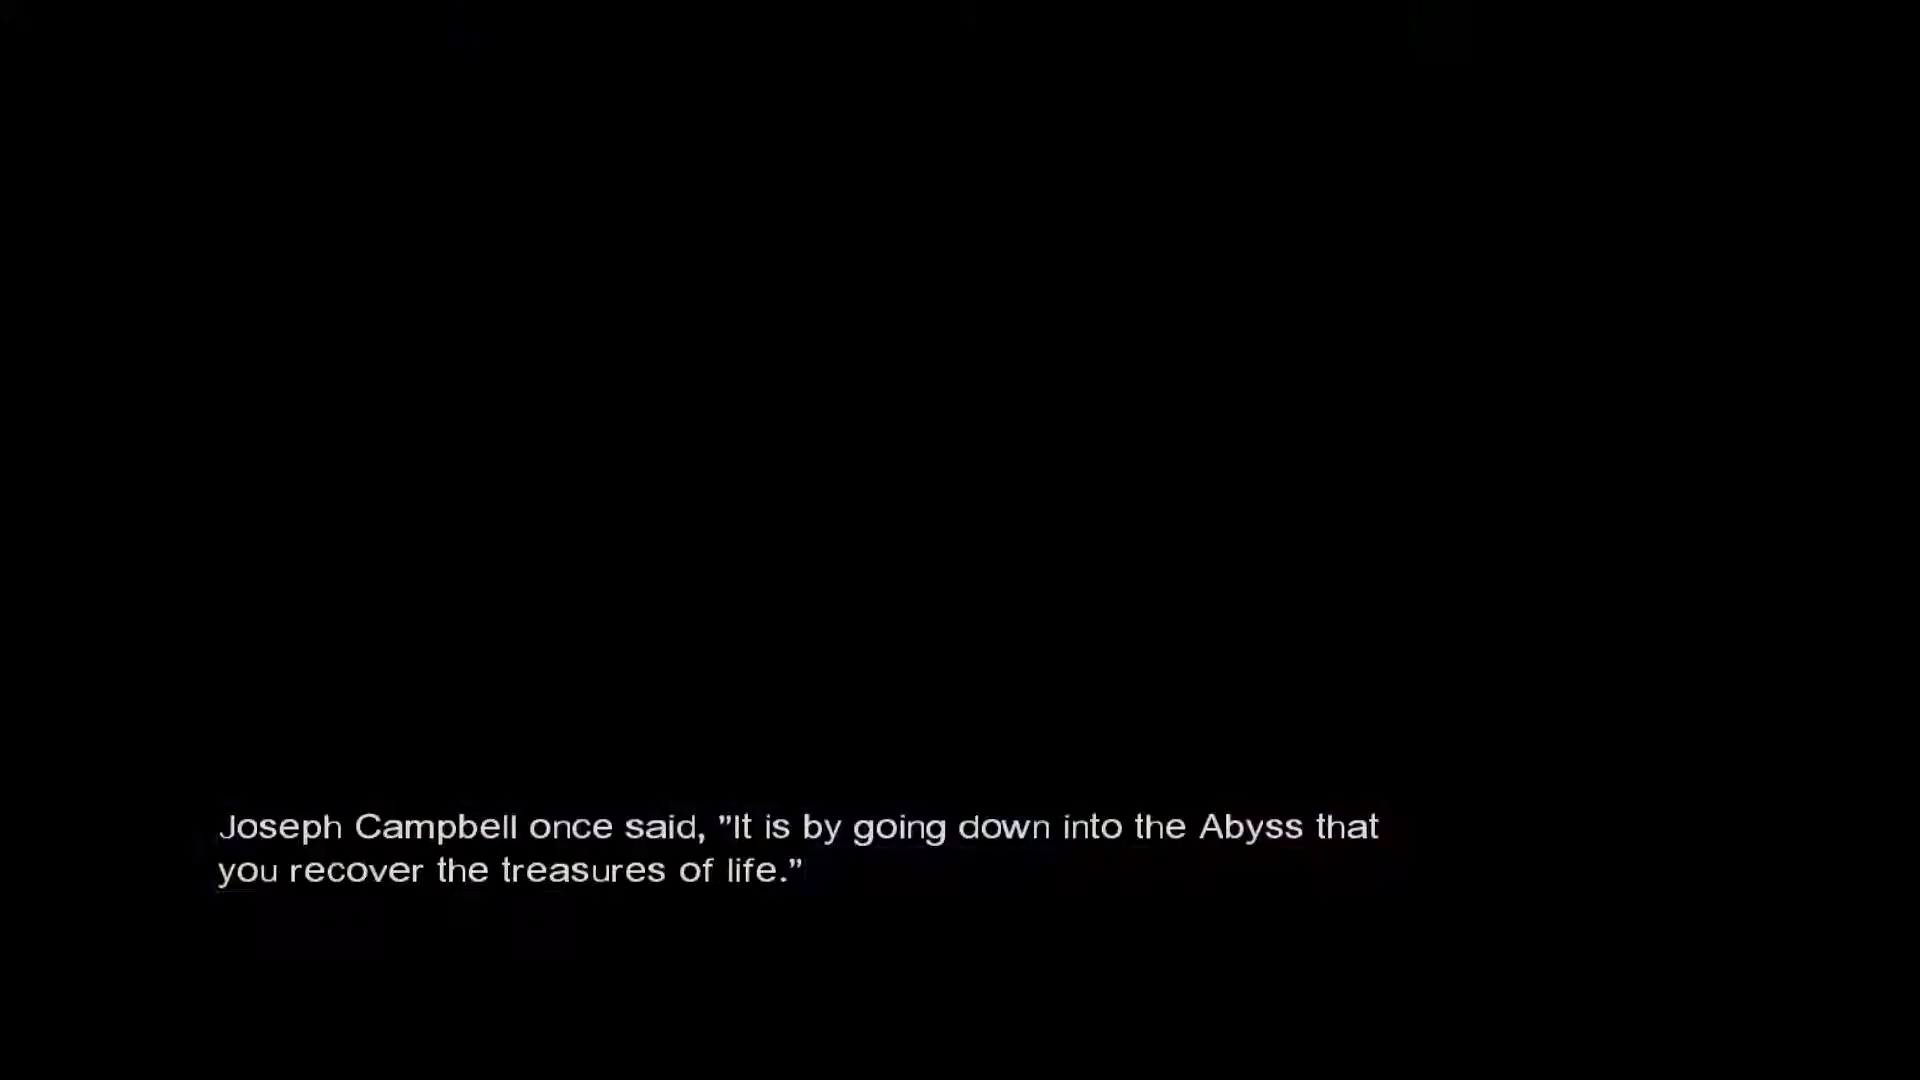 Joseph Campbell once said, "It is by going down into the Abyss that
you recover the treasures of life."